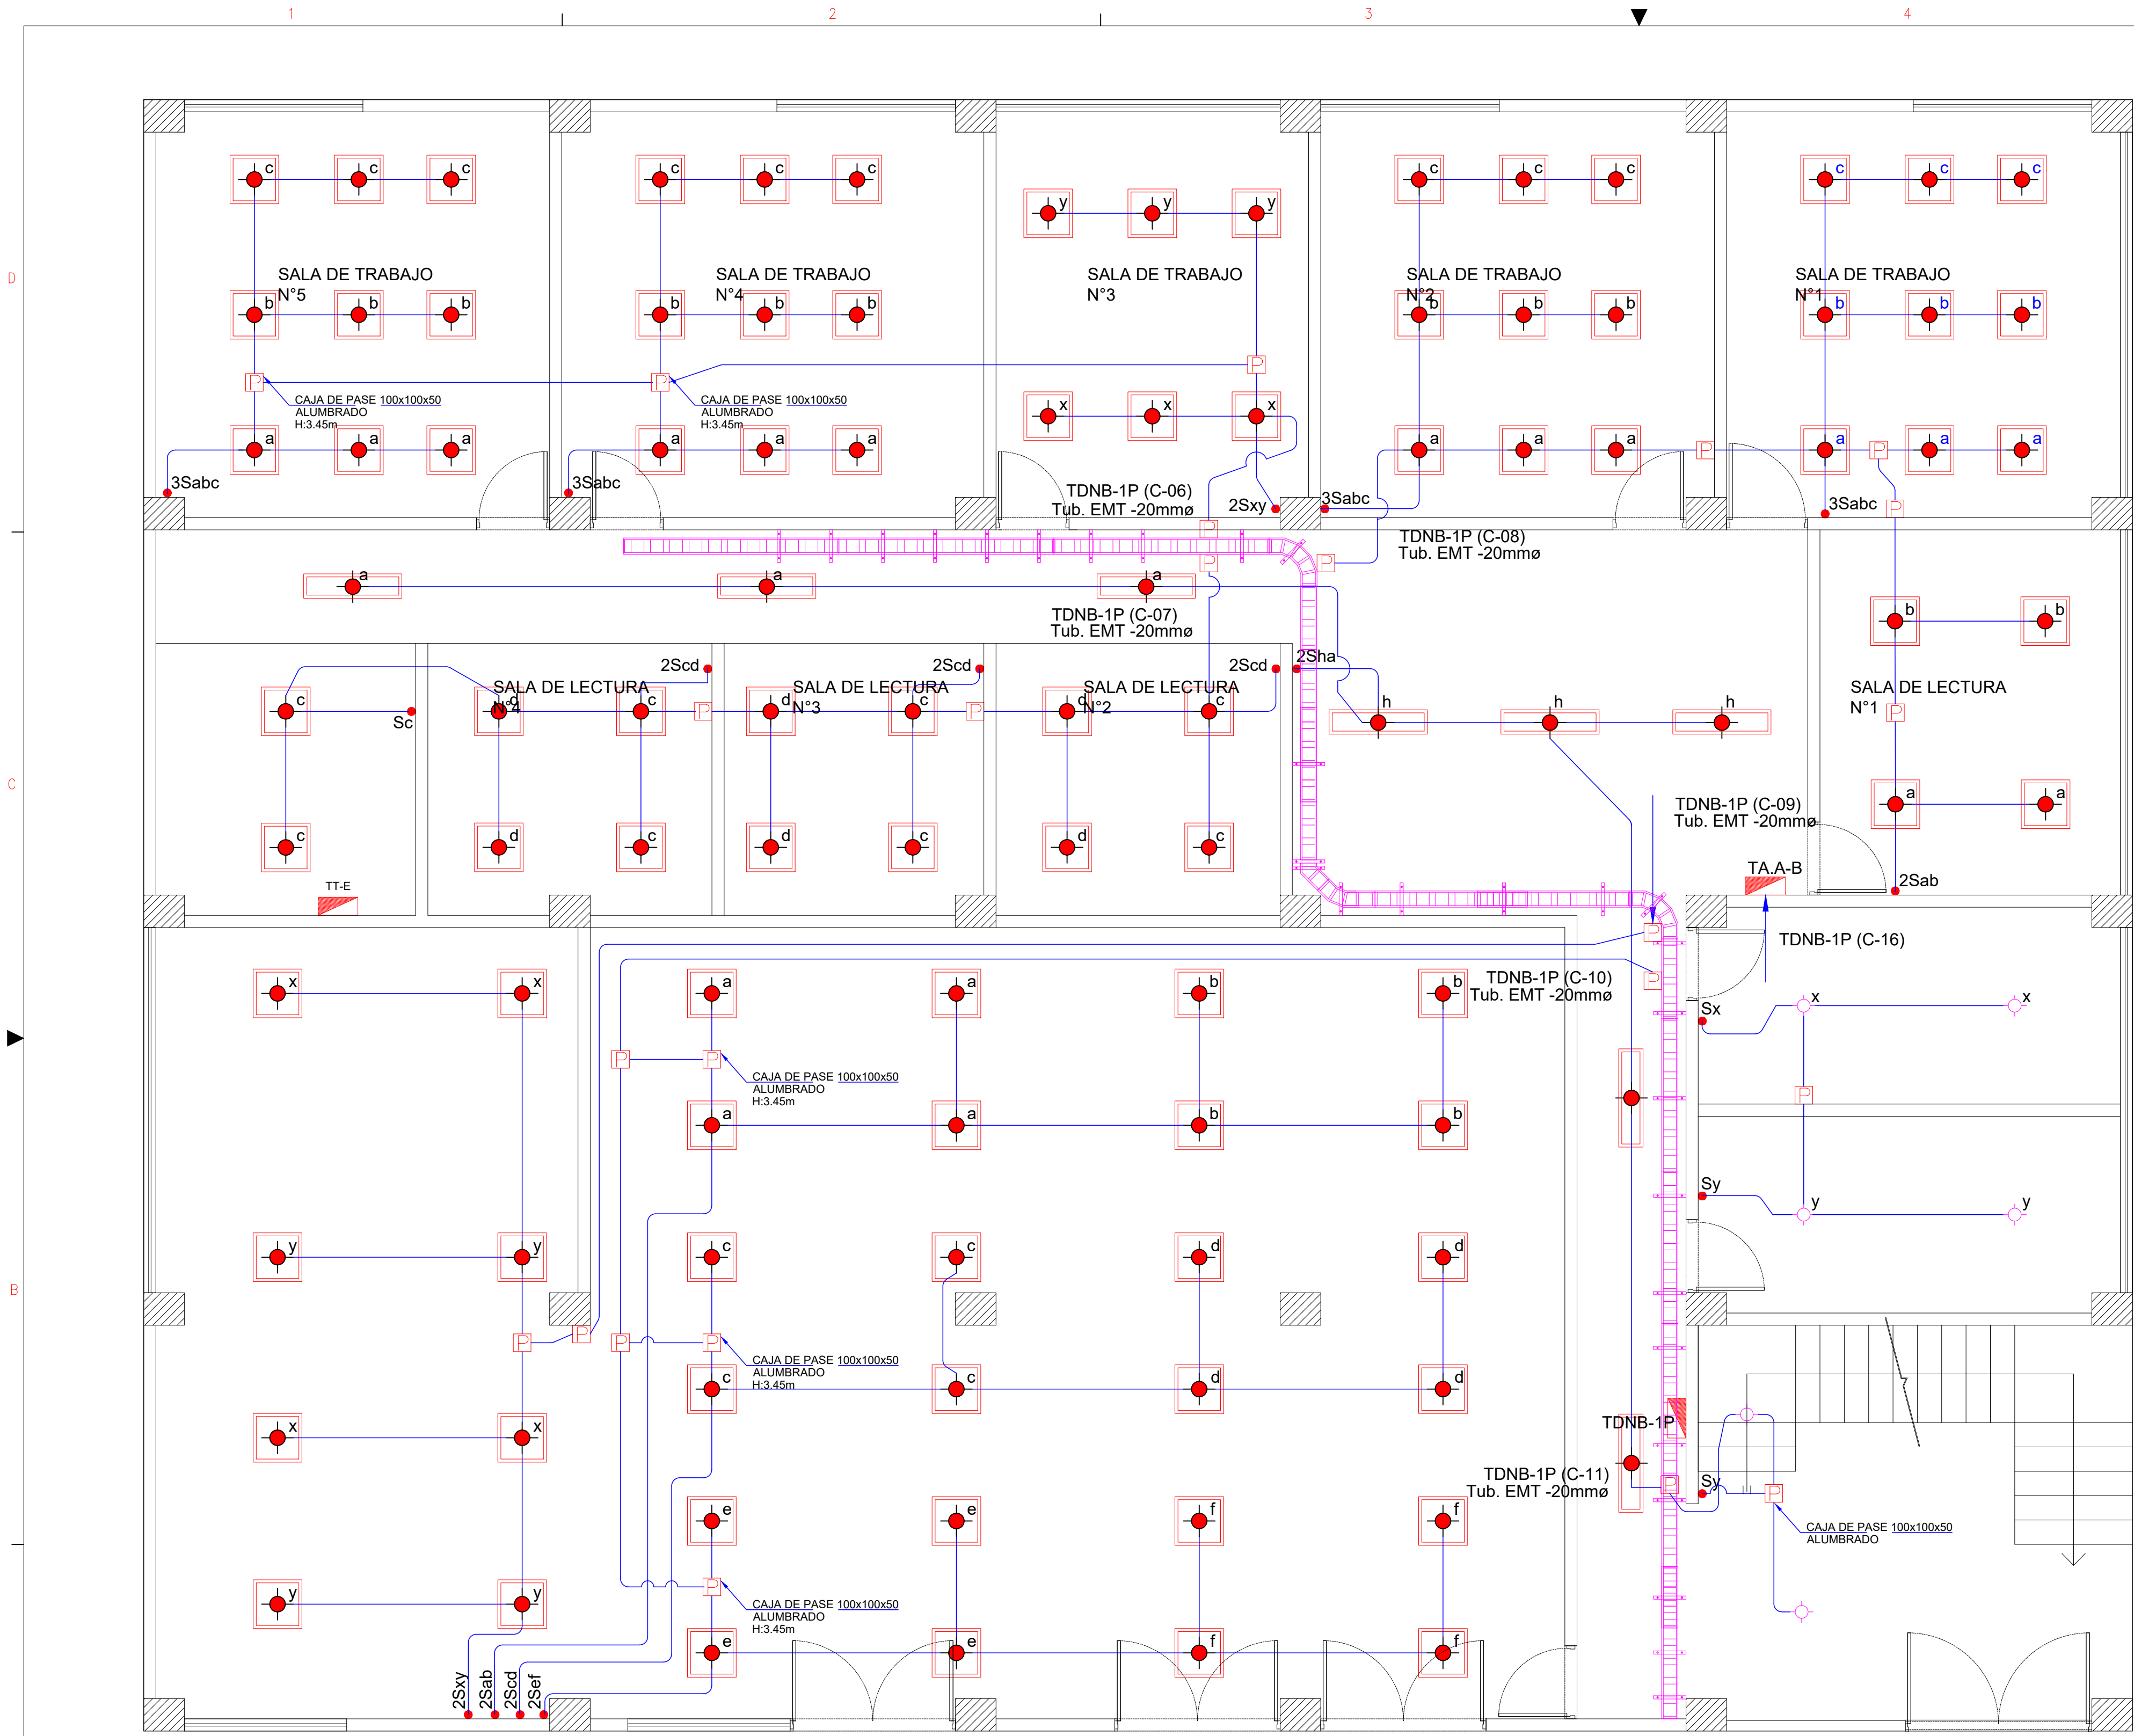 1 2 3 4
c c c c c c c c c c c c
y y y
D
SALA DE TRABAJO
N°5
SALA DE TRABAJO
N°4
SALA DE TRABAJO
N°3
SALA DE TRABAJO
N°2
SALA DE TRABAJO
N°1
b b b b b b b b b b b b
P P P
CAJA DE PASE 100x100x50
ALUMBRADO
H:3.45m
CAJA DE PASE 100x100x50
ALUMBRADO
H:3.45m
x x x
a a a a a a a a a P a P a a
3Sabc
3Sabc
TDNB-1P (C-06)
Tub. EMT -20mmø
2Sxy
3Sabc
3Sabc
P
P
TDNB-1P (C-08)
Tub. EMT -20mmø
P P
a a a
TDNB-1P (C-07)
Tub. EMT -20mmø
b b
2Scd
2Scd
2Scd
2Sha
SALA DE LECTURA
N°4
SALA DE LECTURA
N°3
SALA DE LECTURA
N°2
SALA DE LECTURA
N°1
c d c P d c P d c
h h h
P
Sc
C
c d c d c d c
TDNB-1P (C-09)
Tub. EMT -20mmø
a a
TT-E
TA.A-B
2Sab
P
TDNB-1P (C-16)
x x a a b b
TDNB-1P (C-10)
Tub. EMT -20mmø
P
Sx
x x
P P
CAJA DE PASE 100x100x50
ALUMBRADO
H:3.45m
P
a a b b
Sy
y y
y y c c d d
B
P P P P
CAJA DE PASE 100x100x50
ALUMBRADO
H:3.45m
c c d d
x x
TDNB-1P
TDNB-1P (C-11)
Tub. EMT -20mmø
P
Sy
P
CAJA DE PASE 100x100x50
ALUMBRADO
e e f f
P
CAJA DE PASE 100x100x50
ALUMBRADO
H:3.45m
y y
e e f f
2Sxy
2Sab
2Scd
2Sef